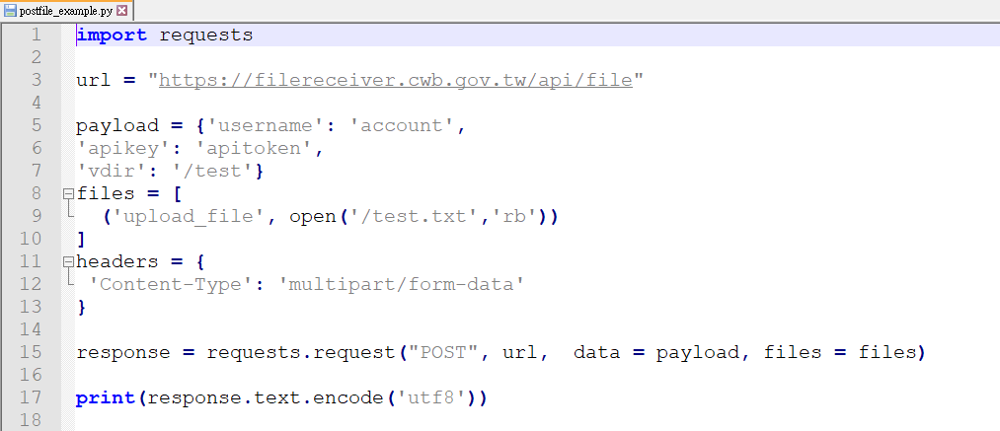 postfile_example.py
1 import requests
2
3 url = "https://filereceiver.cwb.gov.tw/api/file"
4
5 payload = {'username': 'account',
6 'apikey': 'apitoken',
7 'vdir': '/test'}
8 files = [
9   ('upload_file', open('/test.txt','rb'))
10 ]
11 headers = {
12  'Content-Type': 'multipart/form-data'
13 }
14
15 response = requests.request("POST", url,  data = payload, files = files)
16
17 print(response.text.encode('utf8'))
18